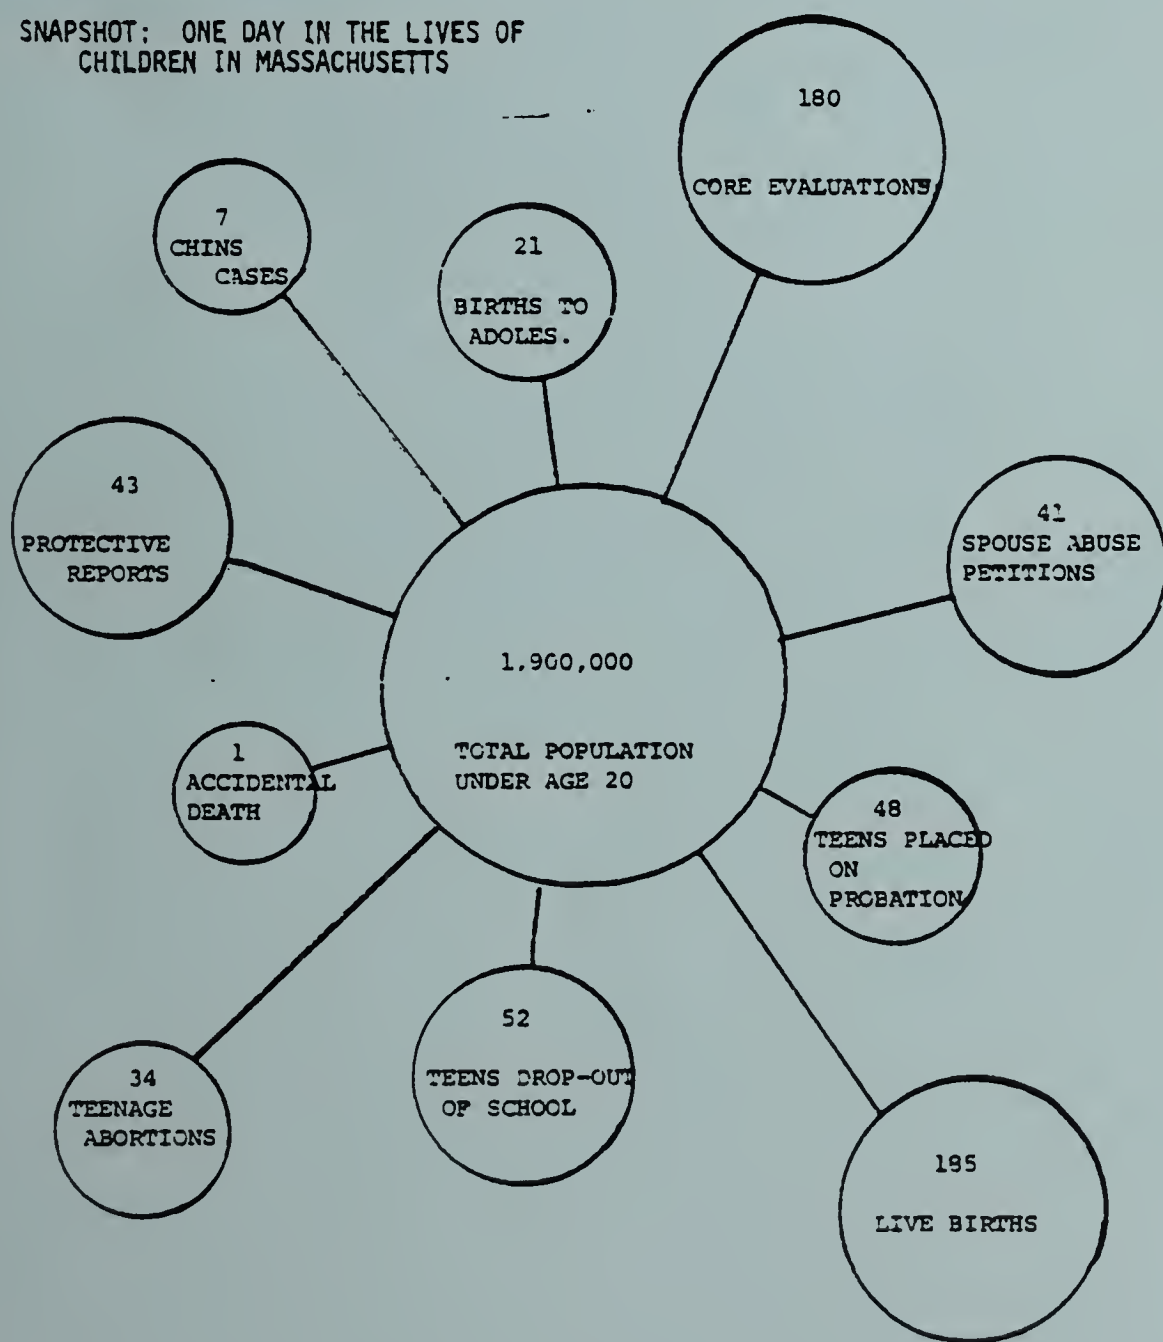 SNAPSHOT: ONE DAY IN THE LIVES OF
CHILDREN IN MASSACHUSETTS
180
CORE EVALUATIONS
7
CHINS
CASES
21
BIRTHS TO
ADOLES.
43
PROTECTIVE
REPORTS
41
SPOUSE ABUSE
PETITIONS
1,900,000
TOTAL POPULATION
UNDER AGE 20
1
ACCIDENTAL
DEATH
48
TEENS PLACED
ON
PROBATION
34
TEENAGE
ABORTIONS
52
TEENS DROP-OUT
OF SCHOOL
185
LIVE BIRTHS